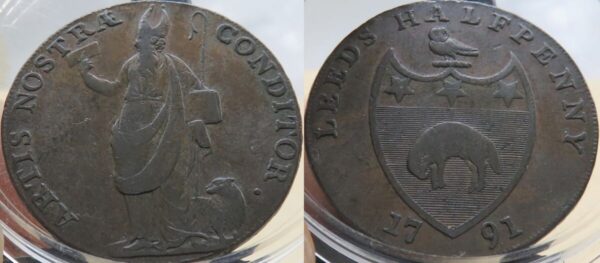 ARTIS NOSTRÆ CONDITOR ·
LEEDS HALFPENNY
1791